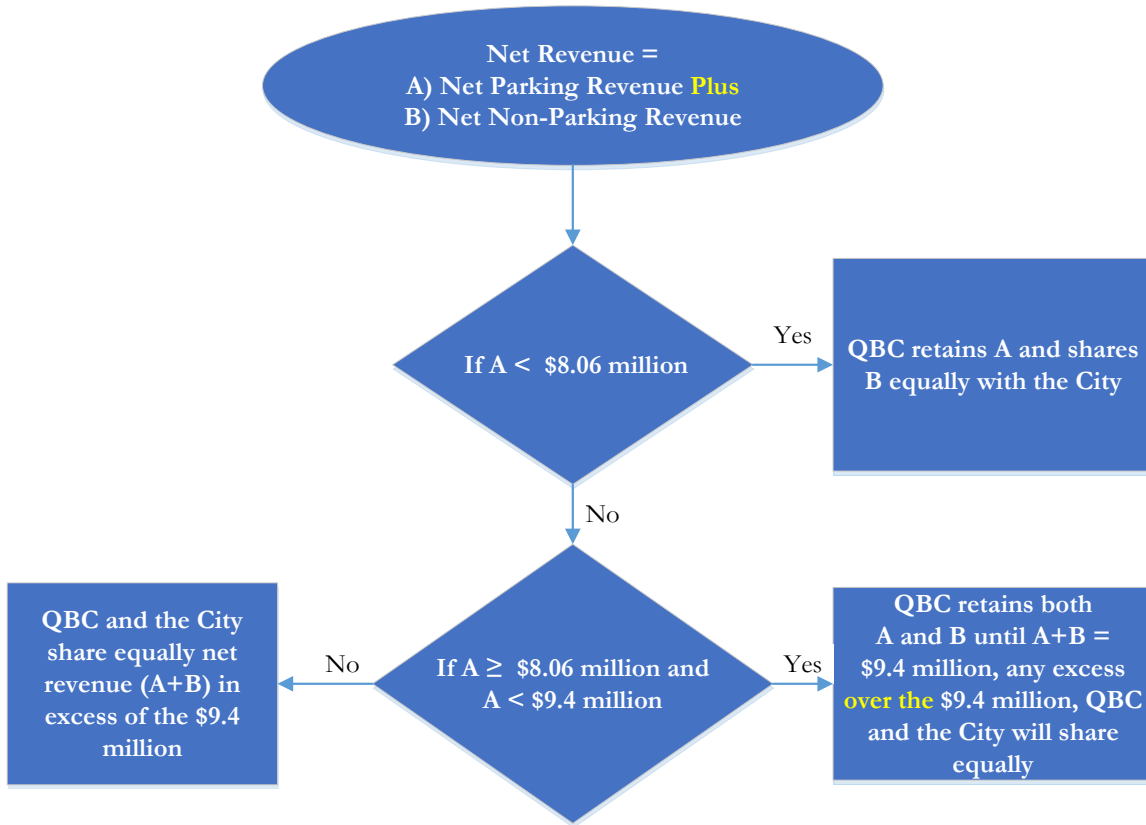 Net Revenue =
A) Net Parking Revenue Plus
B) Net Non-Parking Revenue
If A < $8.06 million
Yes
QBC retains A and shares
B equally with the City
No
If A ≥ $8.06 million and
A < $9.4 million
No
QBC and the City
share equally net
revenue (A+B) in
excess of the $9.4
million
Yes
QBC retains both
A and B until A+B =
$9.4 million, any excess
over the $9.4 million, QBC
and the City will share
equally